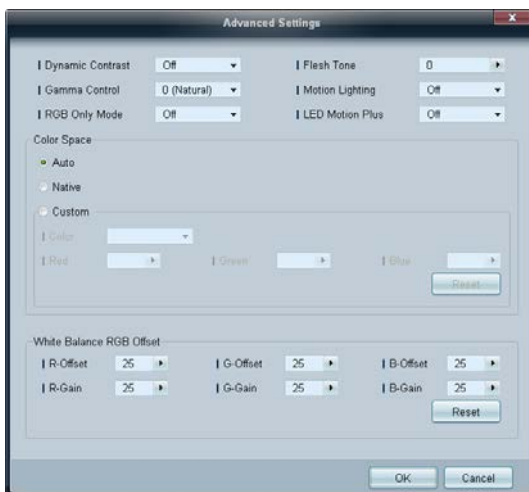 Advanced Settings
Dynamic Contrast Off Flesh Tone 0
Gamma Control 0 (Natural) Motion Lighting Off
RGB Only Mode Off LED Motion Plus Off
Color Space
Auto
Native
Custom
Color
Red Green Blue
Reset
White Balance RGB Offset
R-Offset 25 G-Offset 25 B-Offset 25
R-Gain 25 G-Gain 25 B-Gain 25
Reset
OK Cancel